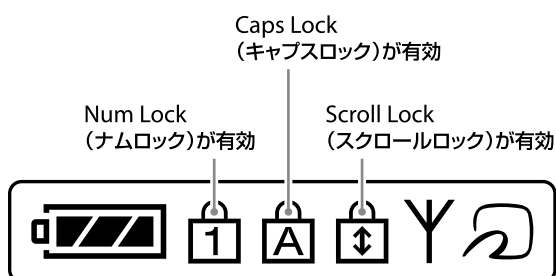 Caps Lock
（キャプスロック）が有効
Num Lock
（ナムロック）が有効
Scroll Lock
（スクロールロック）が有効
1
A